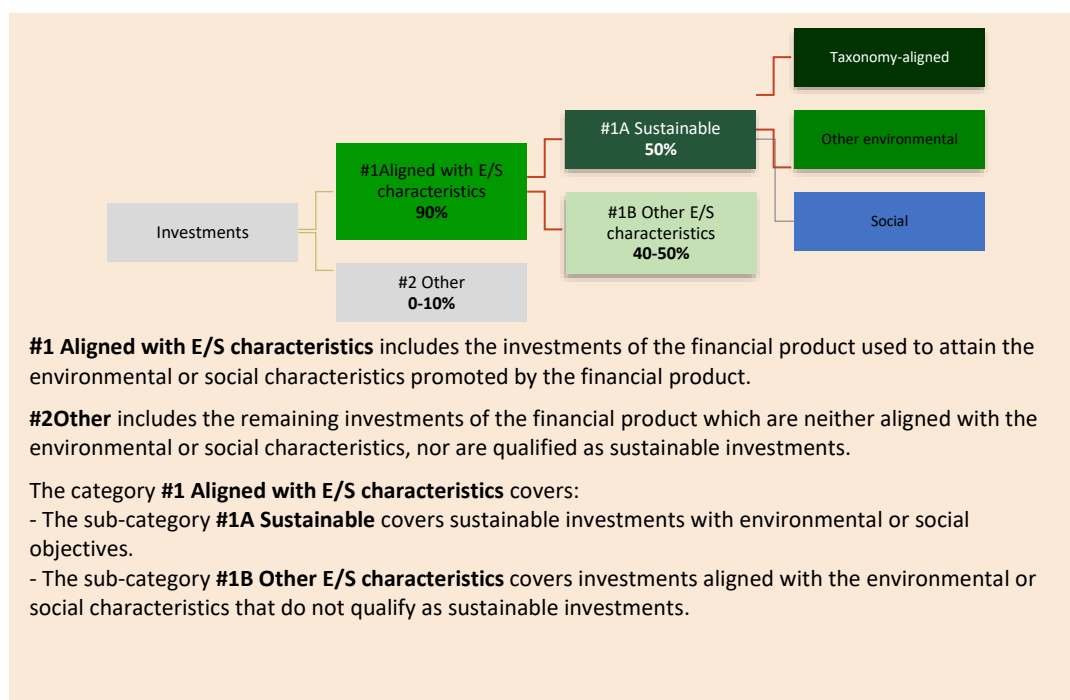 Taxonomy-aligned
#1A Sustainable
50%
Other environmental
#1Aligned with E/S
characteristics
90%
#1B Other E/S
characteristics
40-50%
Social
Investments
#2 Other
0-10%
#1 Aligned with E/S characteristics includes the investments of the financial product used to attain the
environmental or social characteristics promoted by the financial product.
#2Other includes the remaining investments of the financial product which are neither aligned with the
environmental or social characteristics, nor are qualified as sustainable investments.
The category #1 Aligned with E/S characteristics covers:
- The sub-category #1A Sustainable covers sustainable investments with environmental or social
objectives.
- The sub-category #1B Other E/S characteristics covers investments aligned with the environmental or
social characteristics that do not qualify as sustainable investments.